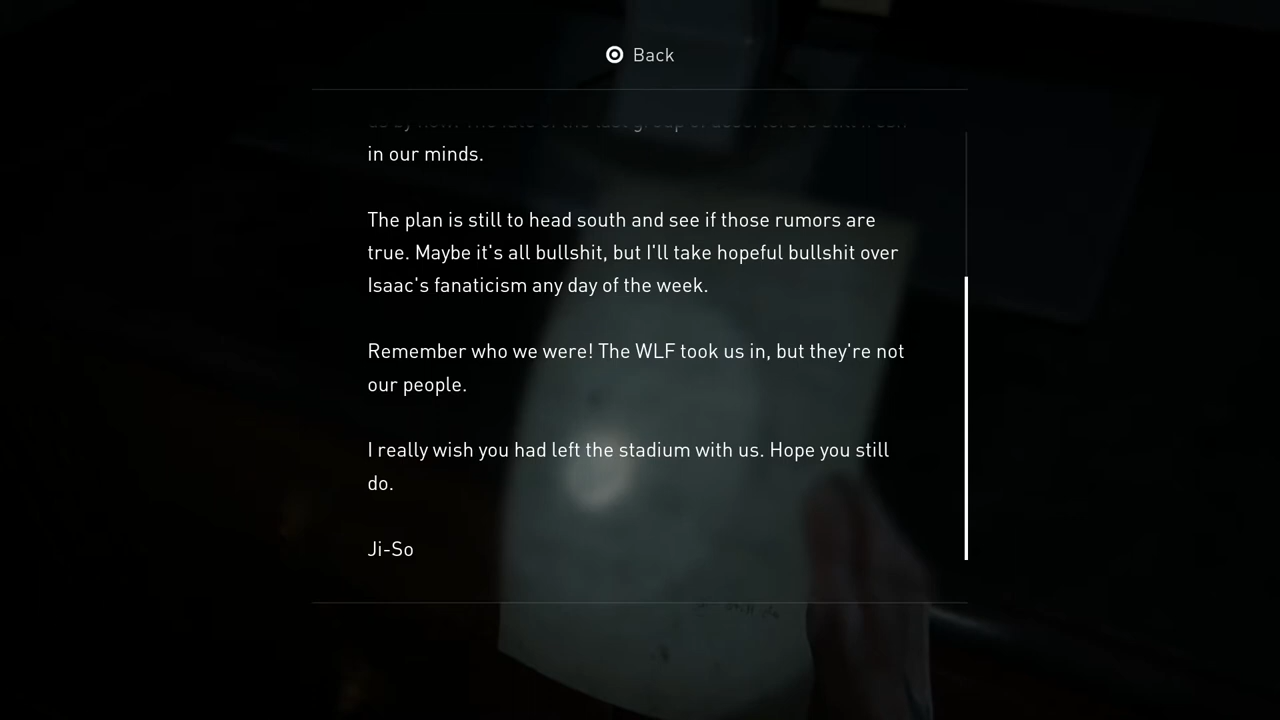 Back
in our minds.
The plan is still to head south and see if those rumors are
true. Maybe it's all bullshit, but I'll take hopeful bullshit over
Isaac's fanaticism any day of the week.
Remember who we were! The WLF took us in, but they're not
our people.
I really wish you had left the stadium with us. Hope you still
do.
Ji-So